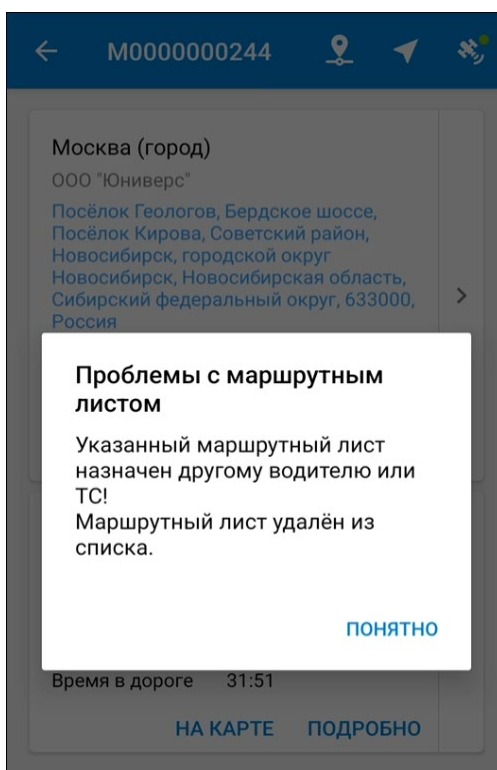 М0000000244
Москва (город)
ООО "Юниверс"
Посёлок Геологов, Бердское шоссе,
Посёлок Кирова, Советский район,
Новосибирск, городской округ
Новосибирск, Новосибирская область,
Сибирский федеральный округ, 633000,
Россия
Проблемы с маршрутным
листом
Указанный маршрутный лист
назначен другому водителю или
ТС!
Маршрутный лист удалён из
списка.
ПОНЯТНО
Время в дороге 31:51
НА КАРТЕ ПОДРОБНО